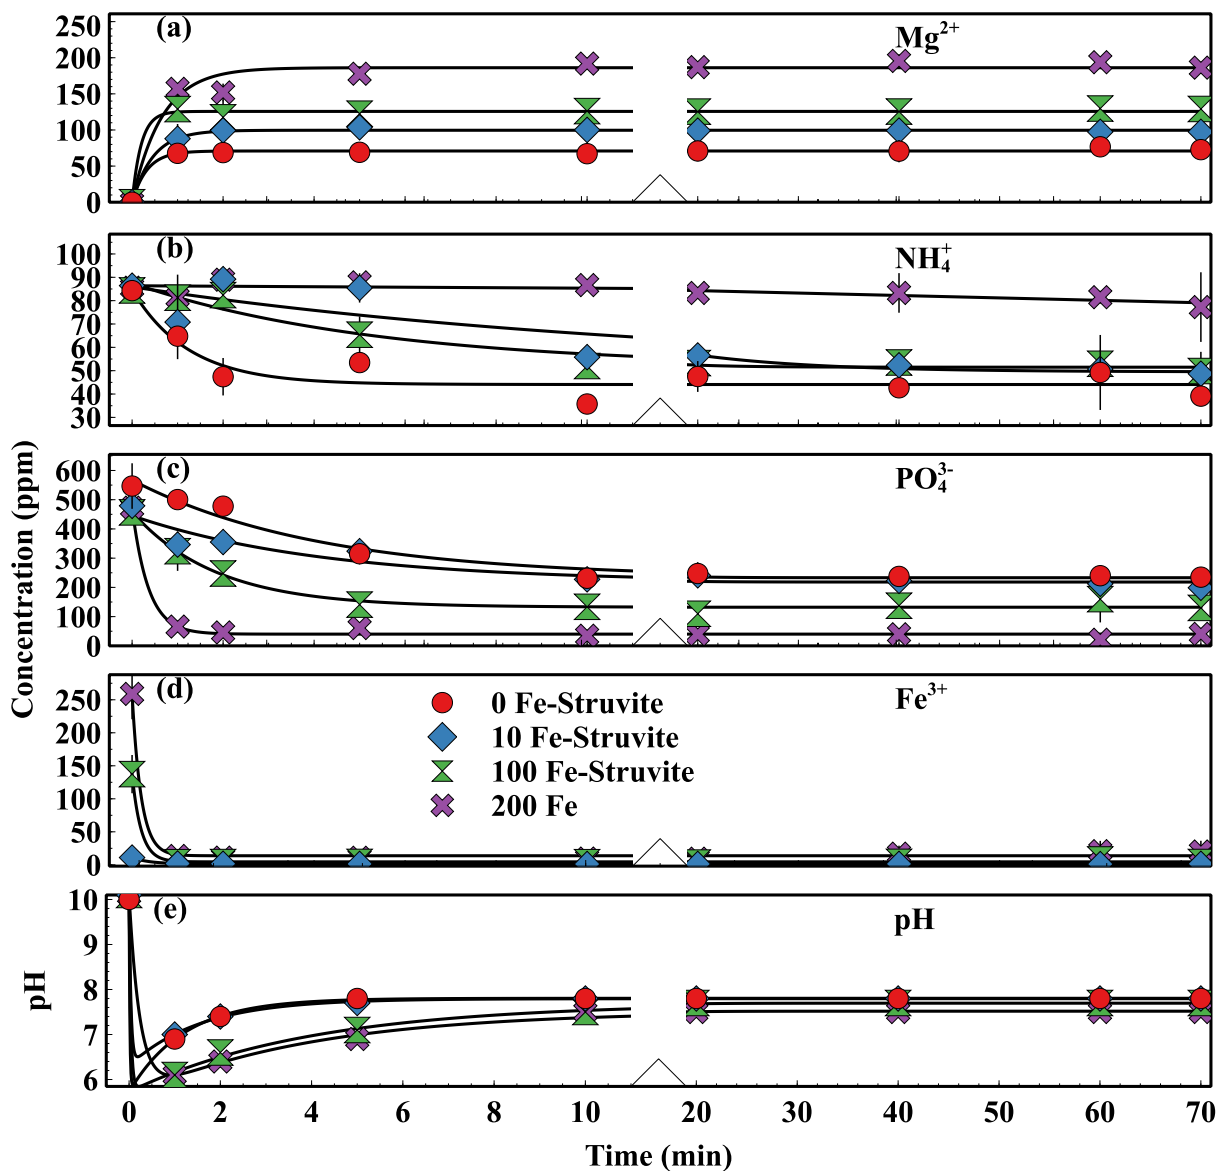 (a)
Mg²⁺
250
200
150
100
50
0
(b)
NH₄⁺
100
90
80
70
60
50
40
30
(c)
PO₄³⁻
600
500
400
300
200
100
0
(d)
Fe³⁺
250
200
150
100
50
0
0 Fe-Struvite
10 Fe-Struvite
100 Fe-Struvite
200 Fe
Concentration (ppm)
(e)
pH
10
9
8
7
6
pH
0 2 4 6 8 10 20 30 40 50 60 70
Time (min)